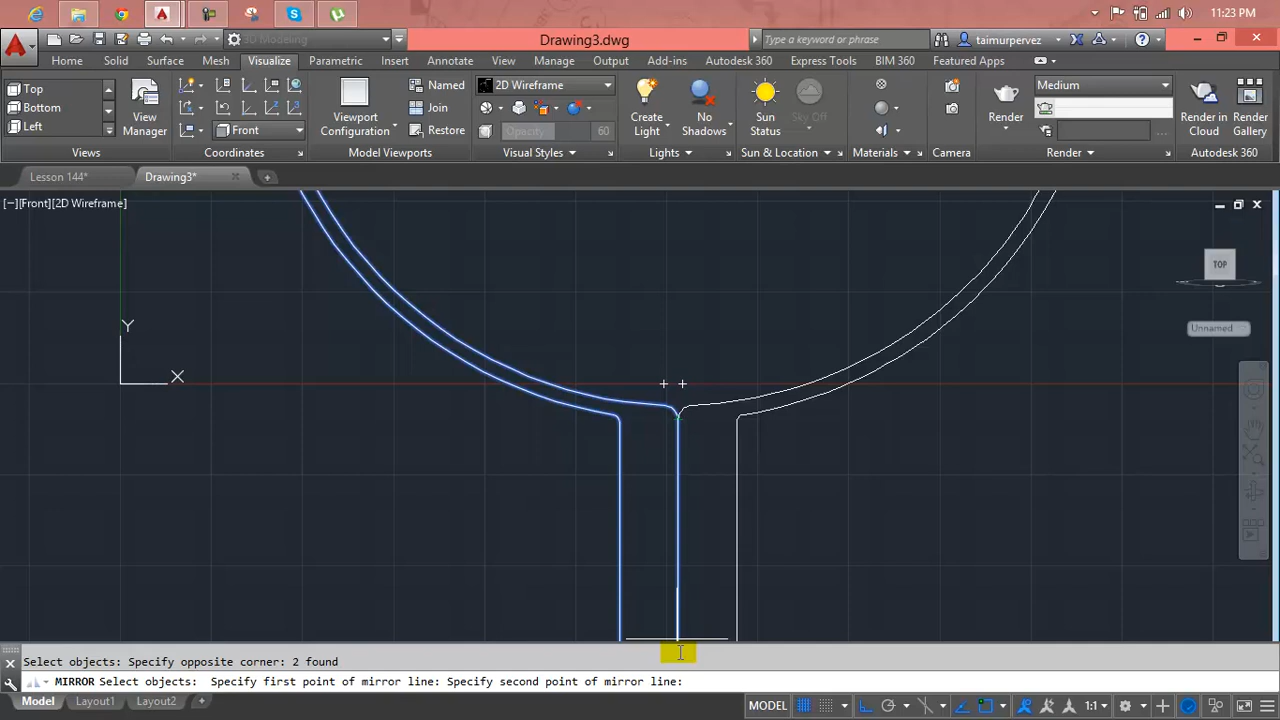 11:23 PM
3D Modeling
Drawing3.dwg
Type a keyword or phrase
taimurpervez
Home Solid Surface Mesh Visualize Parametric Insert Annotate View Manage Output Add-ins Autodesk 360 Express Tools BIM 360 Featured Apps
Top
Bottom
Left
View
Manager
Front
Viewport
Configuration
Named
Join
Restore
2D Wireframe
Opacity 60
Create
Light
No
Shadows
Sun
Status
Sky Off
Render
Medium
Render in
Cloud
Render
Gallery
Views Coordinates Model Viewports Visual Styles Lights Sun & Location Materials Camera Render Autodesk 360
Lesson 144* Drawing3*
[−][Front][2D Wireframe]
TOP
Unnamed
Y
X
Select objects: Specify opposite corner: 2 found
MIRROR Select objects: Specify first point of mirror line: Specify second point of mirror line:
Model Layout1 Layout2 MODEL 1:1